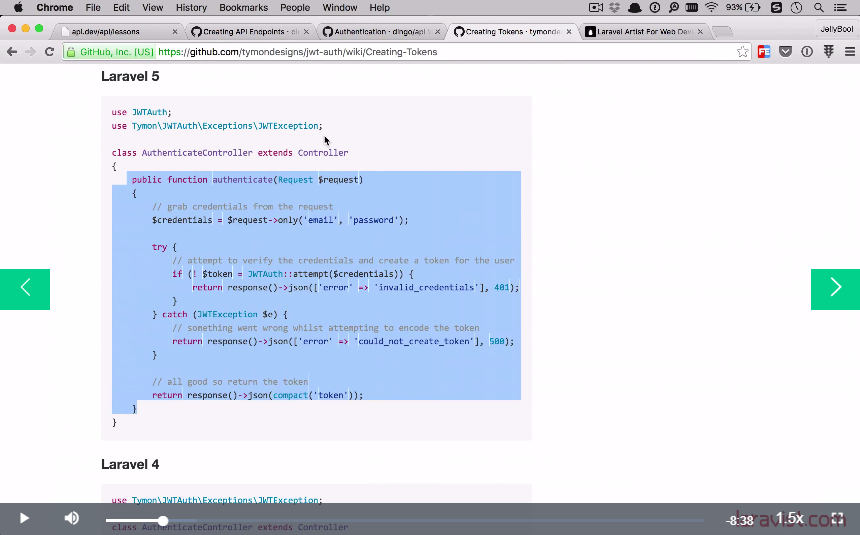 Chrome File Edit View History Bookmarks People Window Help 93%
api.dev/api/lessons Creating API Endpoints - Authentication · dingo/api Creating Tokens · tymonde Laravel Artist For Web Dev JellyBool
GitHub, Inc. [US] https://github.com/tymondesigns/jwt-auth/wiki/Creating-Tokens
Laravel 5
use JWTAuth;
use Tymon\JWTAuth\Exceptions\JWTException;
class AuthenticateController extends Controller
{
public function authenticate(Request $request)
{
// grab credentials from the request
$credentials = $request->only('email', 'password');
try {
// attempt to verify the credentials and create a token for the user
if (! $token = JWTAuth::attempt($credentials)) {
return response()->json(['error' => 'invalid_credentials'], 401);
}
} catch (JWTException $e) {
// something went wrong whilst attempting to encode the token
return response()->json(['error' => 'could_not_create_token'], 500);
}
// all good so return the token
return response()->json(compact('token'));
}
}
Laravel 4
use Tymon\JWTAuth\Exceptions\JWTException;
class AuthenticateController extends Controller
-8:38 1.5x
laravist.com